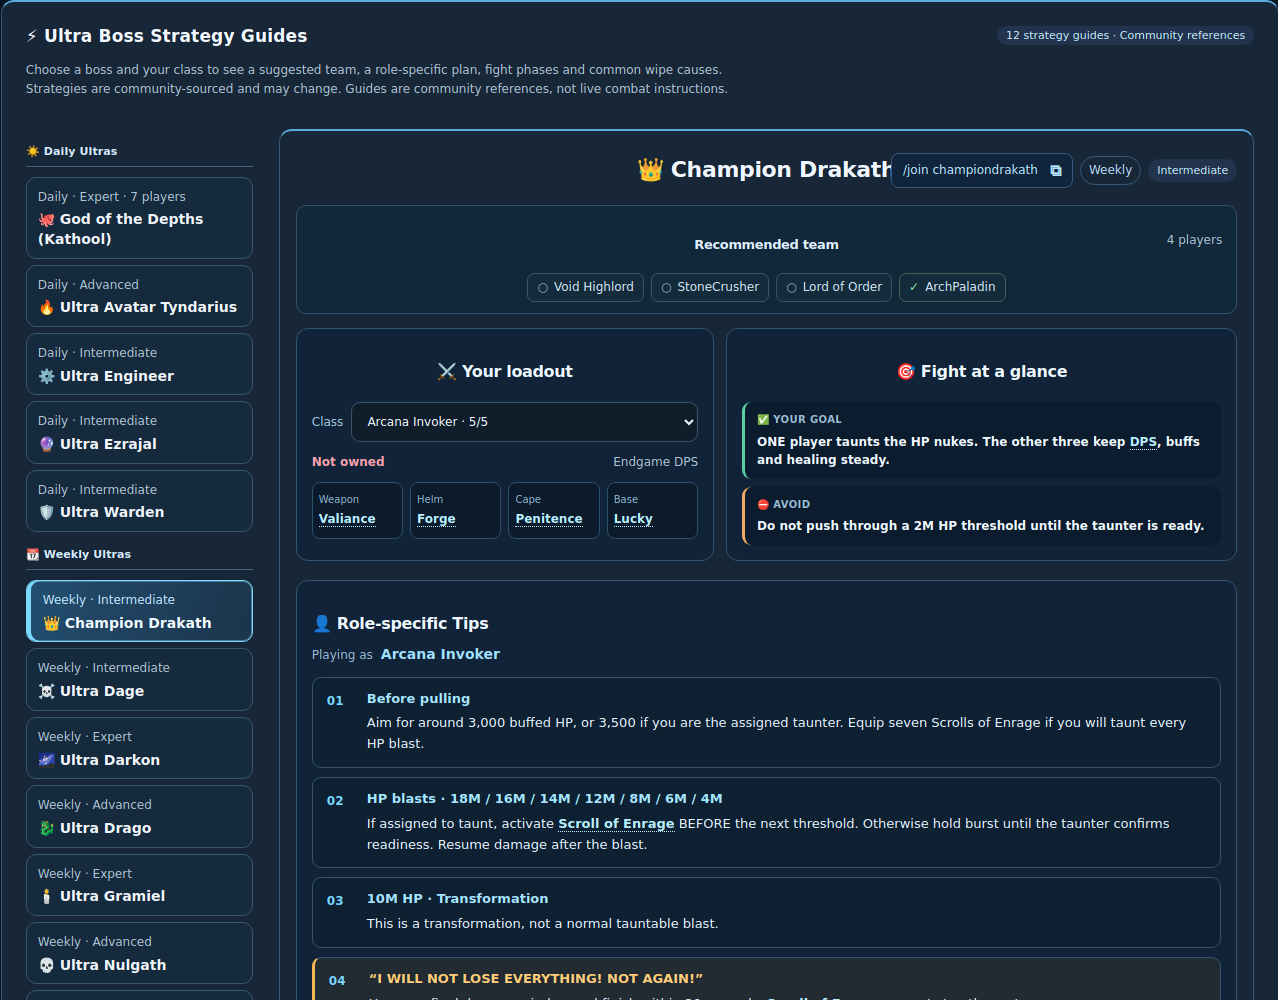 ⚡ Ultra Boss Strategy Guides
12 strategy guides · Community references
Choose a boss and your class to see a suggested team, a role-specific plan, fight phases and common wipe causes.
Strategies are community-sourced and may change. Guides are community references, not live combat instructions.
☀️ Daily Ultras
Daily · Expert · 7 players
🐙 God of the Depths
(Kathool)
Daily · Advanced
🔥 Ultra Avatar Tyndarius
Daily · Intermediate
⚙️ Ultra Engineer
Daily · Intermediate
🔮 Ultra Ezrajal
Daily · Intermediate
🛡️ Ultra Warden
📆 Weekly Ultras
Weekly · Intermediate
👑 Champion Drakath
Weekly · Intermediate
☠️ Ultra Dage
Weekly · Expert
🌌 Ultra Darkon
Weekly · Advanced
🐉 Ultra Drago
Weekly · Expert
🕯️ Ultra Gramiel
Weekly · Advanced
💀 Ultra Nulgath
👑 Champion Drakath
/join championdrakath ⧉
Weekly
Intermediate
Recommended team
4 players
○ Void Highlord
○ StoneCrusher
○ Lord of Order
✓ ArchPaladin
⚔️ Your loadout
Class
Arcana Invoker · 5/5
Not owned
Endgame DPS
Weapon
Valiance
Helm
Forge
Cape
Penitence
Base
Lucky
🎯 Fight at a glance
✅ YOUR GOAL
ONE player taunts the HP nukes. The other three keep DPS, buffs
and healing steady.
⛔ AVOID
Do not push through a 2M HP threshold until the taunter is ready.
👤 Role-specific Tips
Playing as Arcana Invoker
01
Before pulling
Aim for around 3,000 buffed HP, or 3,500 if you are the assigned taunter. Equip seven Scrolls of Enrage if you will taunt every
HP blast.
02
HP blasts · 18M / 16M / 14M / 12M / 8M / 6M / 4M
If assigned to taunt, activate Scroll of Enrage BEFORE the next threshold. Otherwise hold burst until the taunter confirms
readiness. Resume damage after the blast.
03
10M HP · Transformation
This is a transformation, not a normal tauntable blast.
04
“I WILL NOT LOSE EVERYTHING! NOT AGAIN!”